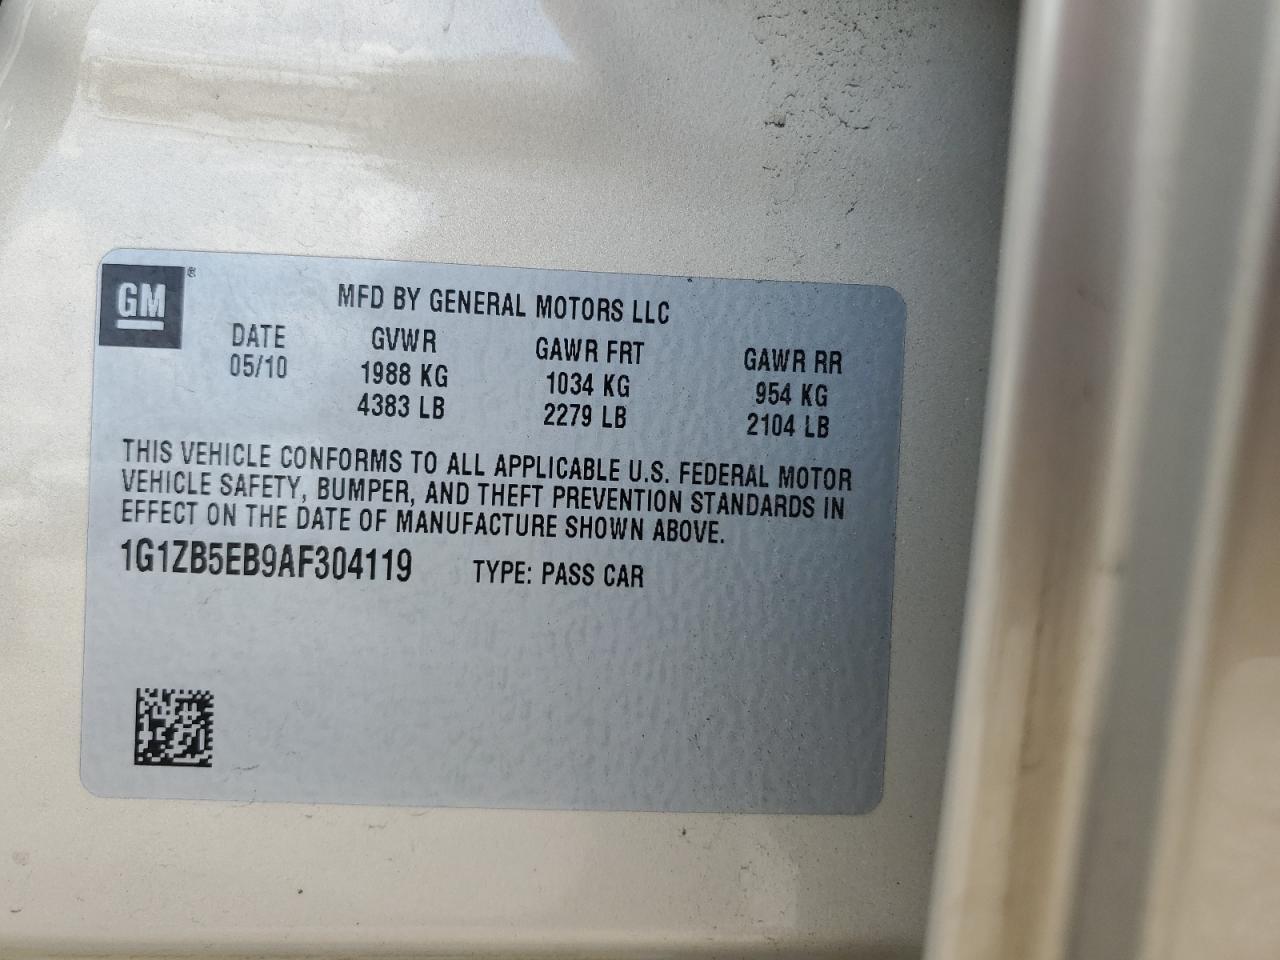 GM ®
MFD BY GENERAL MOTORS LLC
DATE GVWR GAWR FRT GAWR RR
05/10 1988 KG 1034 KG 954 KG
4383 LB 2279 LB 2104 LB
THIS VEHICLE CONFORMS TO ALL APPLICABLE U.S. FEDERAL MOTOR
VEHICLE SAFETY, BUMPER, AND THEFT PREVENTION STANDARDS IN
EFFECT ON THE DATE OF MANUFACTURE SHOWN ABOVE.
1G1ZB5EB9AF304119 TYPE: PASS CAR